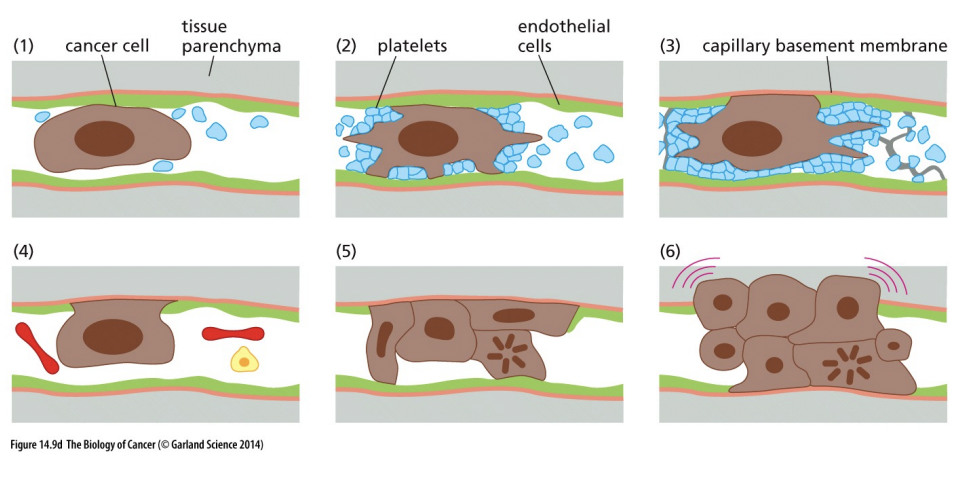 (1)
cancer cell
tissue
parenchyma
(2)
platelets
endothelial
cells
(3)
capillary basement membrane
(4)
(5)
(6)
Figure 14.9d The Biology of Cancer (© Garland Science 2014)